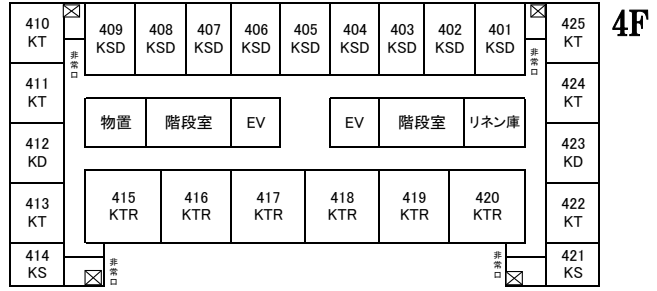 4F
410
KT
409
KSD
408
KSD
407
KSD
406
KSD
405
KSD
404
KSD
403
KSD
402
KSD
401
KSD
425
KT
非常口
非常口
411
KT
424
KT
物置
階段室
EV
EV
階段室
リネン庫
412
KD
423
KD
413
KT
415
KTR
416
KTR
417
KTR
418
KTR
419
KTR
420
KTR
422
KT
414
KS
非常口
非常口
421
KS